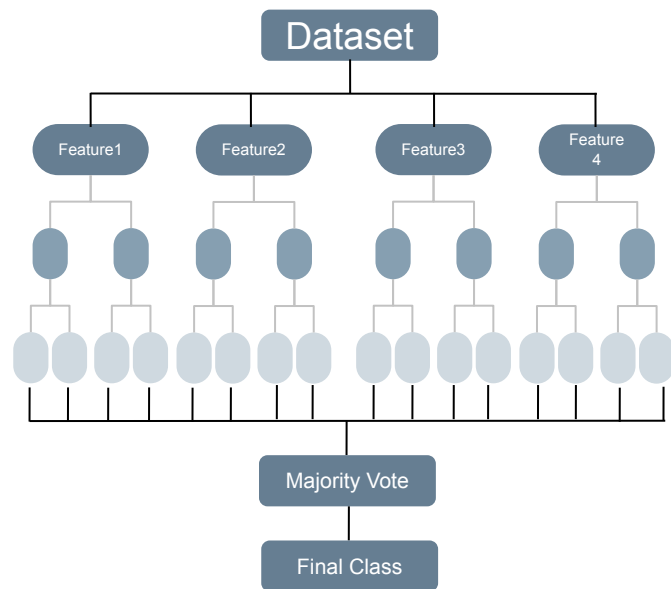 Dataset
Feature1
Feature2
Feature3
Feature
4
Majority Vote
Final Class